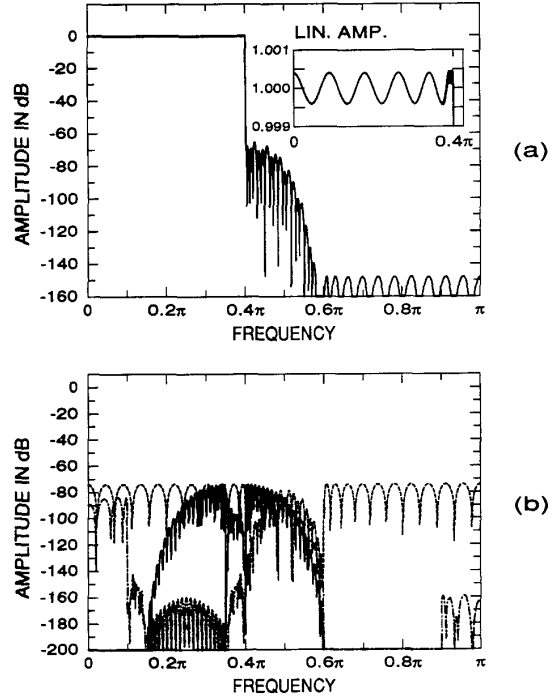 LIN. AMP.
1.001
1.000
0.999
0
0.4π
0
-20
-40
-60
-80
-100
-120
-140
-160
AMPLITUDE IN dB
0
0.2π
0.4π
0.6π
0.8π
π
FREQUENCY
(a)
0
-20
-40
-60
-80
-100
-120
-140
-160
-180
-200
AMPLITUDE IN dB
0
0.2π
0.4π
0.6π
0.8π
π
FREQUENCY
(b)